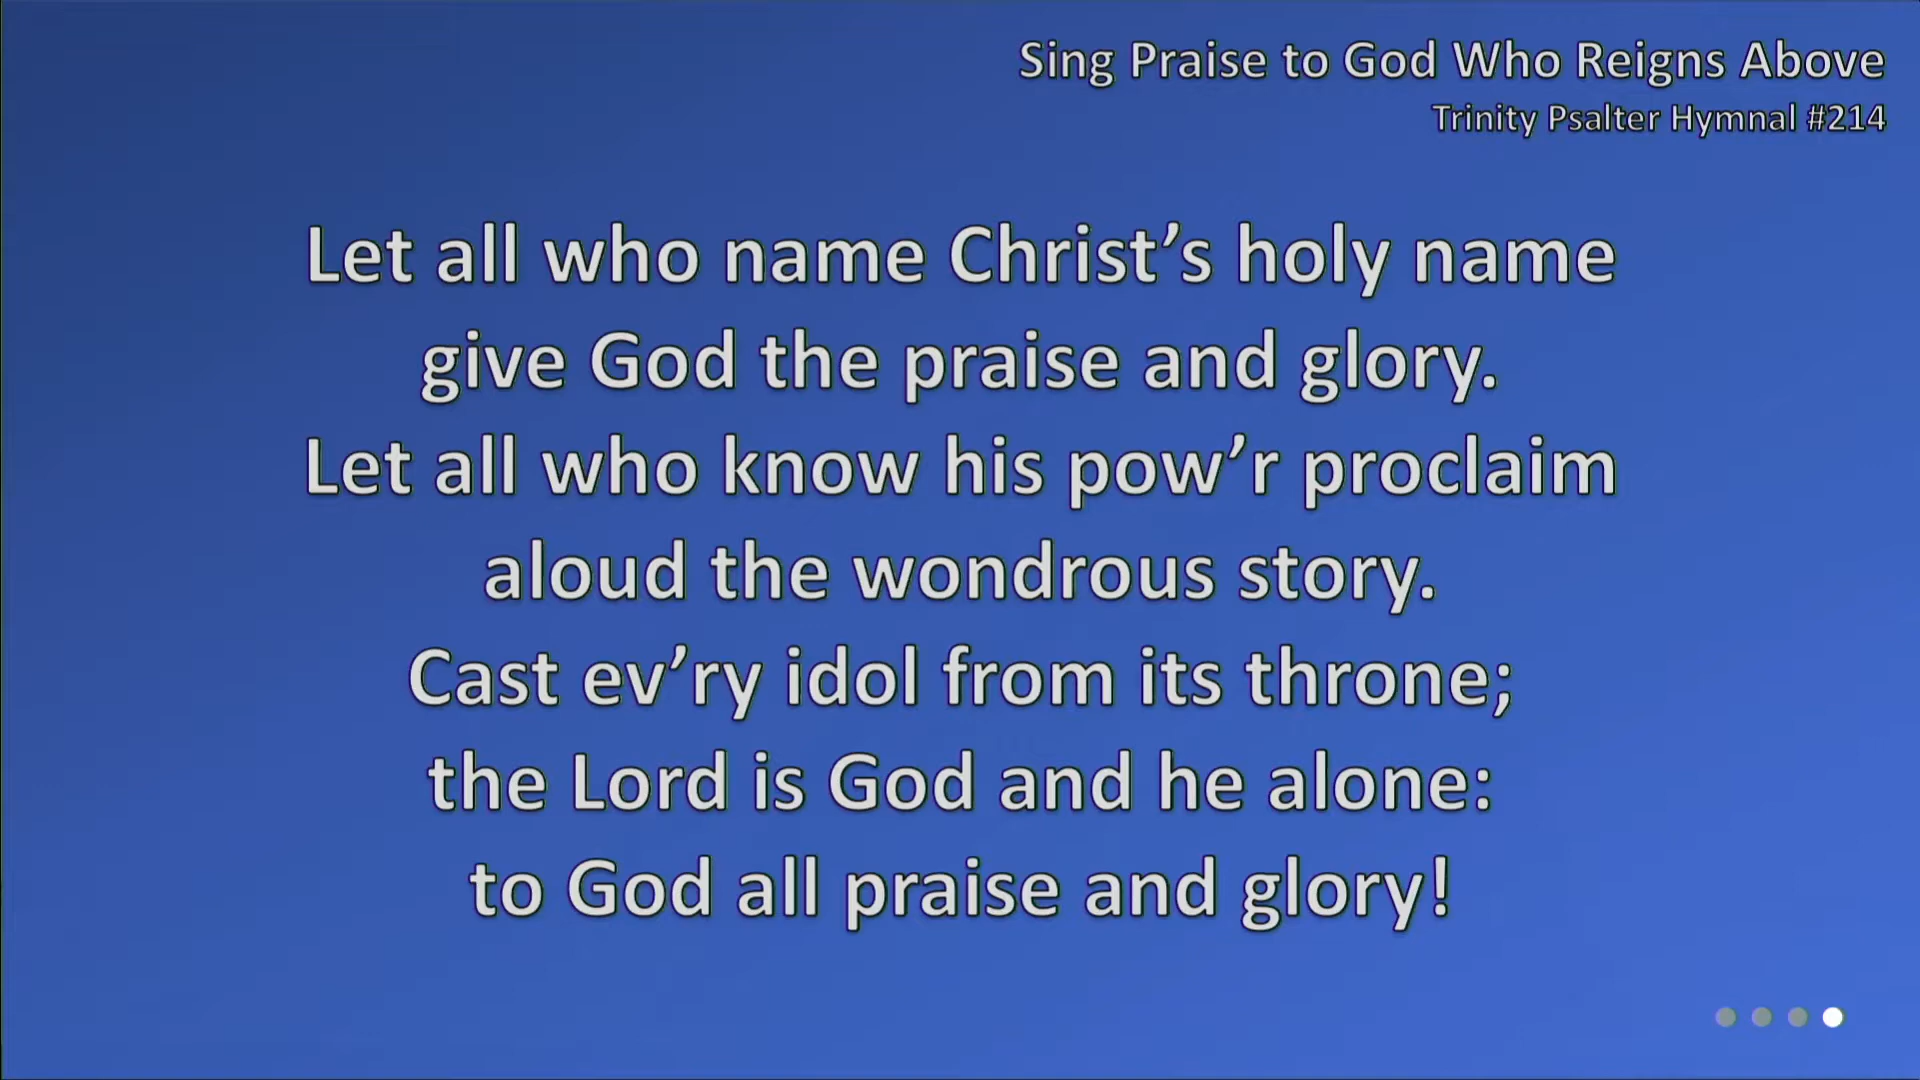 Sing Praise to God Who Reigns Above
Trinity Psalter Hymnal #214
Let all who name Christ’s holy name
give God the praise and glory.
Let all who know his pow’r proclaim
aloud the wondrous story.
Cast ev’ry idol from its throne;
the Lord is God and he alone:
to God all praise and glory!